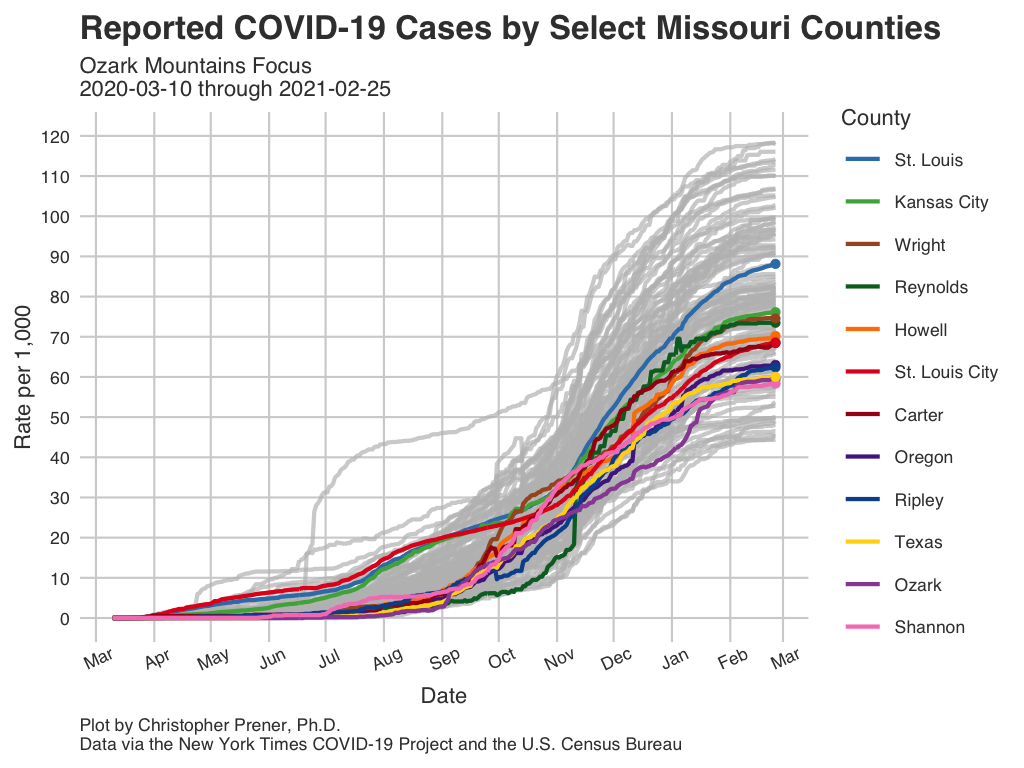 Reported COVID-19 Cases by Select Missouri Counties
Ozark Mountains Focus
2020-03-10 through 2021-02-25
County
St. Louis
Kansas City
Wright
Reynolds
Howell
St. Louis City
Carter
Oregon
Ripley
Texas
Ozark
Shannon
Rate per 1,000
120
110
100
90
80
70
60
50
40
30
20
10
0
Mar
Apr
May
Jun
Jul
Aug
Sep
Oct
Nov
Dec
Jan
Feb
Mar
Date
Plot by Christopher Prener, Ph.D.
Data via the New York Times COVID-19 Project and the U.S. Census Bureau